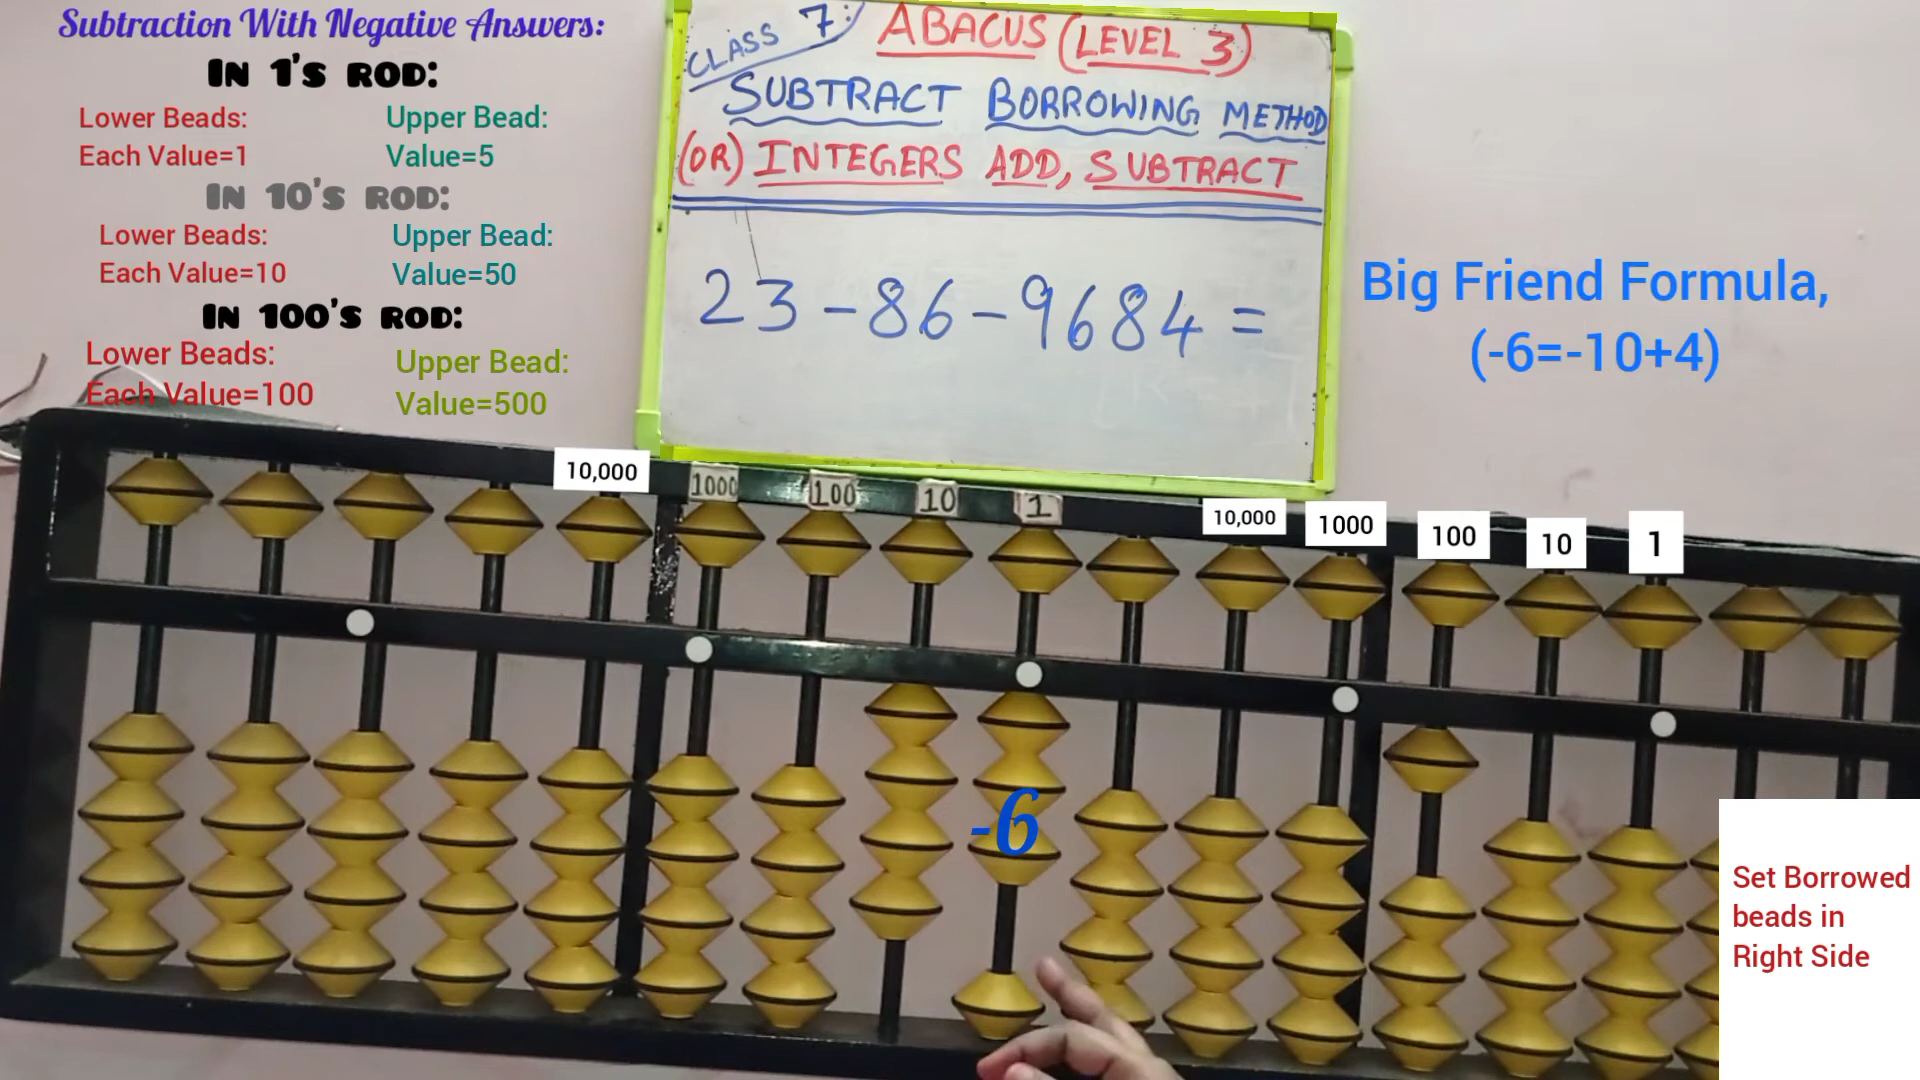 Subtraction With Negative Answers:
In 1's rod:
Lower Beads:
Each Value=1
Upper Bead:
Value=5
In 10's rod:
Lower Beads:
Each Value=10
Upper Bead:
Value=50
In 100's rod:
Lower Beads:
Each Value=100
Upper Bead:
Value=500
CLASS 7:
ABACUS (LEVEL 3)
SUBTRACT BORROWING METHOD
(OR) INTEGERS ADD, SUBTRACT
23-86-9684=
Big Friend Formula,
(-6=-10+4)
10,000 1000 100 10 1
10,000 1000 100 10 1
-6
Set Borrowed
beads in
Right Side